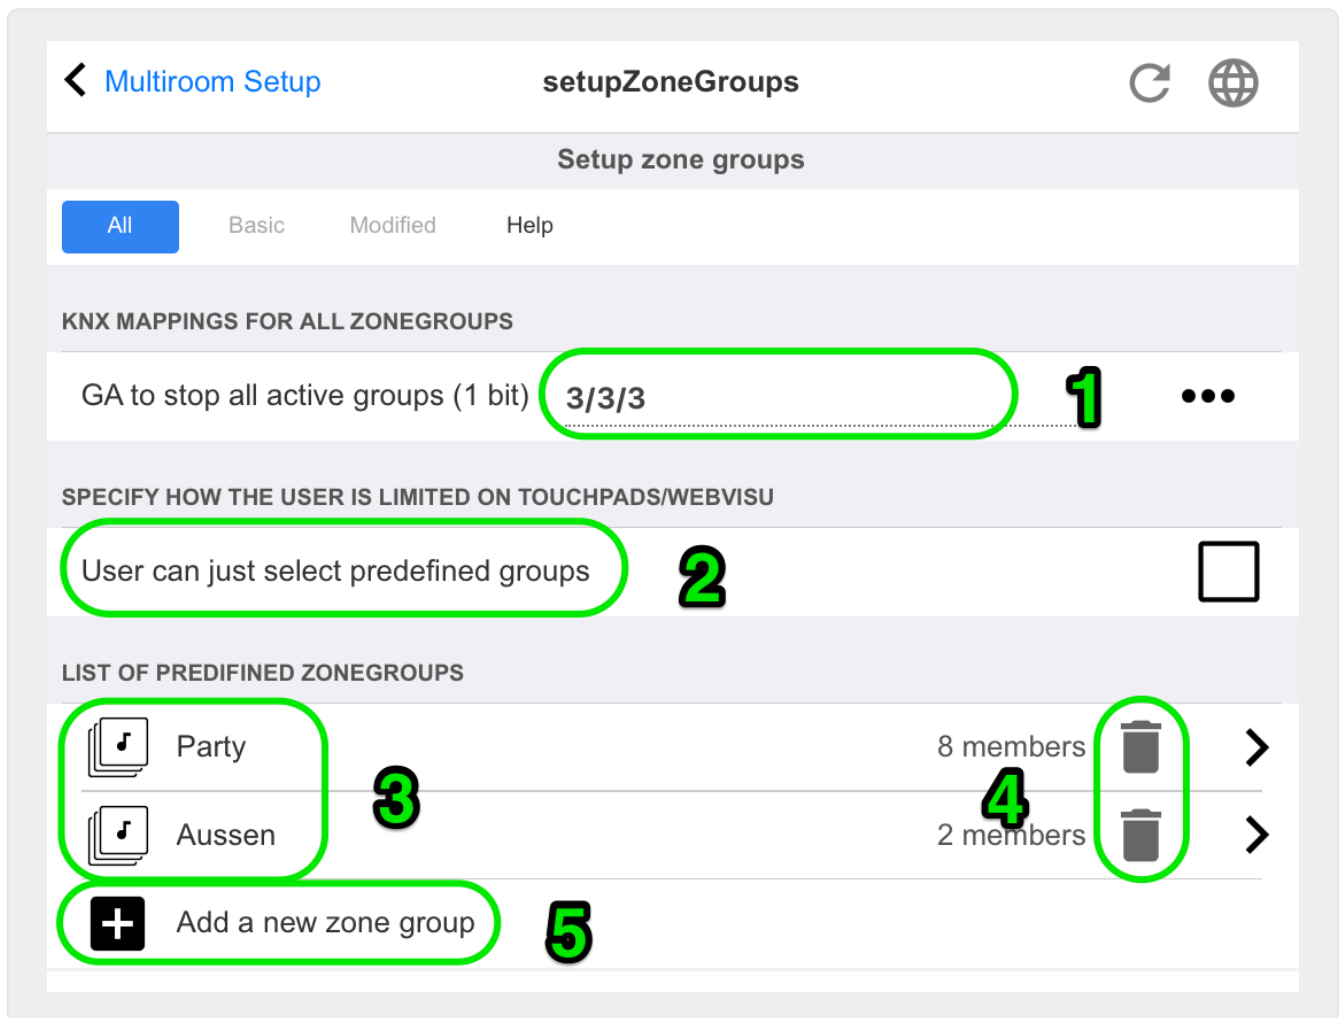 Multiroom Setup setupZoneGroups
Setup zone groups
All Basic Modified Help
KNX MAPPINGS FOR ALL ZONEGROUPS
GA to stop all active groups (1 bit) 3/3/3 1
SPECIFY HOW THE USER IS LIMITED ON TOUCHPADS/WEBVISU
User can just select predefined groups 2
LIST OF PREDIFINED ZONEGROUPS
Party 8 members
3 4
Aussen 2 members
Add a new zone group 5